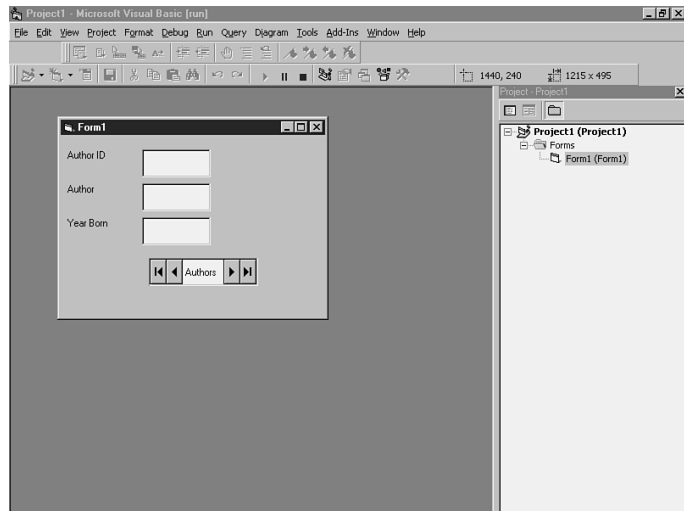 Project1 - Microsoft Visual Basic [run]
File Edit View Project Format Debug Run Query Diagram Tools Add-Ins Window Help
1440, 240 1215 x 495
Project - Project1
Project1 (Project1)
Forms
Form1 (Form1)
Form1
Author ID
Author
Year Born
Authors